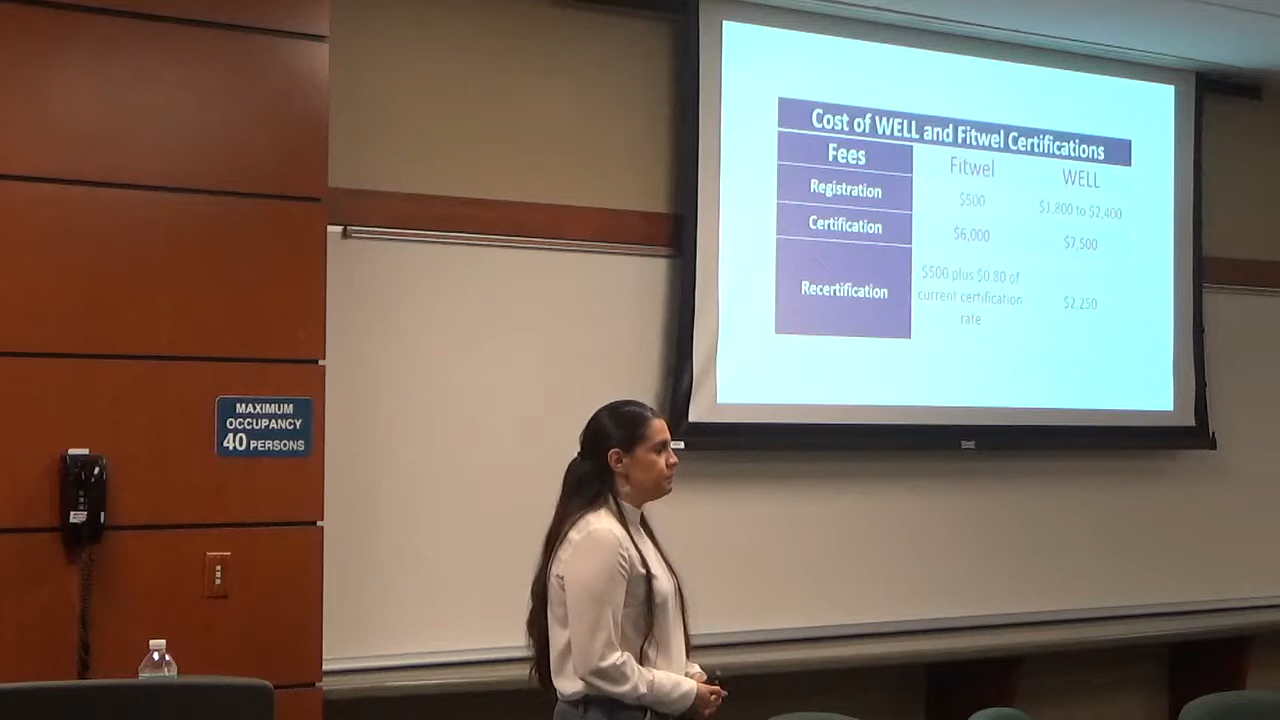 Cost of WELL and Fitwel Certifications
Fees Fitwel WELL
Registration $500 $1,800 to $2,400
Certification $6,000 $7,500
Recertification $500 plus $0.80 of current certification rate $2,250
MAXIMUM
OCCUPANCY
40 PERSONS